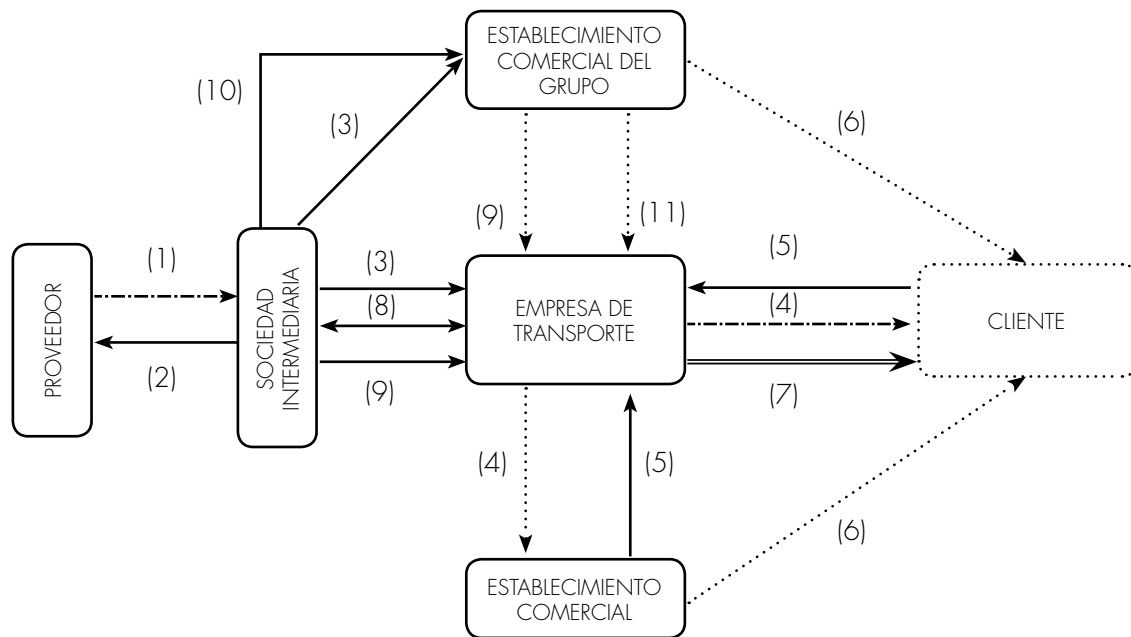 ESTABLECIMIENTO
COMERCIAL DEL
GRUPO
(10)
(3)
(6)
(9)
(11)
(1)
(3)
(5)
PROVEEDOR
SOCIEDAD
INTERMEDIARIA
(8)
EMPRESA DE
TRANSPORTE
(4)
CLIENTE
(2)
(9)
(7)
(4)
(5)
(6)
ESTABLECIMIENTO
COMERCIAL